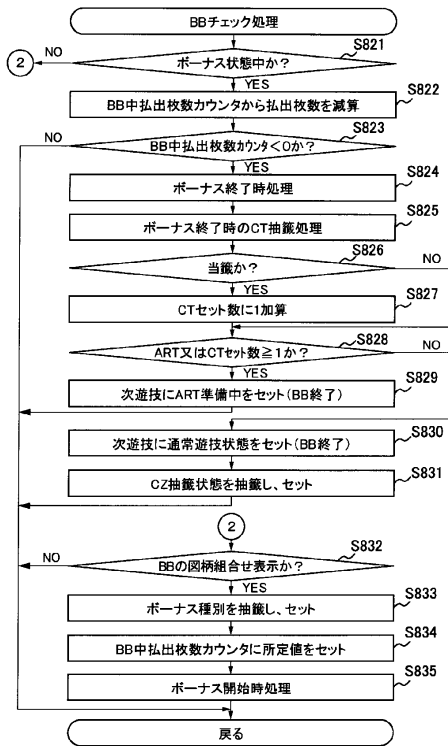 BBチェック処理
S821
NO
2
ボーナス状態中か?
YES
S822
BB中払出枚数カウンタから払出枚数を減算
S823
NO
BB中払出枚数カウンタ<0か?
YES
S824
ボーナス終了時処理
S825
ボーナス終了時のCT抽籤処理
S826
当籤か?
NO
YES
S827
CTセット数に1加算
S828
ART又はCTセット数≧1か?
NO
YES
S829
次遊技にART準備中をセット(BB終了)
S830
次遊技に通常遊技状態をセット(BB終了)
S831
CZ抽籤状態を抽籤し、セット
2
S832
NO
BBの図柄組合せ表示か?
YES
S833
ボーナス種別を抽籤し、セット
S834
BB中払出枚数カウンタに所定値をセット
S835
ボーナス開始時処理
戻る